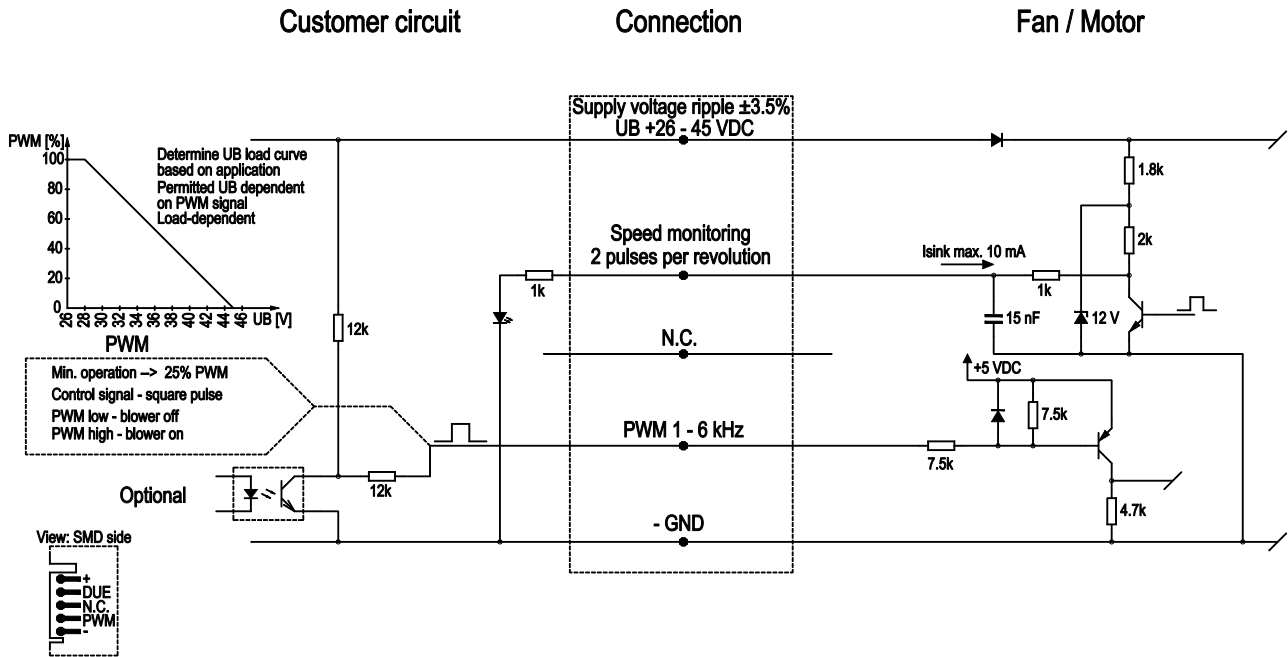 Customer circuit
Connection
Fan / Motor
Supply voltage ripple ±3.5%
UB +26 - 45 VDC
PWM [%]
100
80
60
40
20
0
26 28 30 32 34 36 38 40 42 44 46 UB [V]
Determine UB load curve
based on application
Permitted UB dependent
on PWM signal
Load-dependent
1.8k
2k
Speed monitoring
2 pulses per revolution
Isink max. 10 mA
1k
1k
15 nF
12 V
12k
N.C.
+5 VDC
PWM
Min. operation --> 25% PWM
Control signal - square pulse
PWM low - blower off
PWM high - blower on
PWM 1 - 6 kHz
7.5k
7.5k
12k
Optional
4.7k
- GND
View: SMD side
+
DUE
N.C.
PWM
-